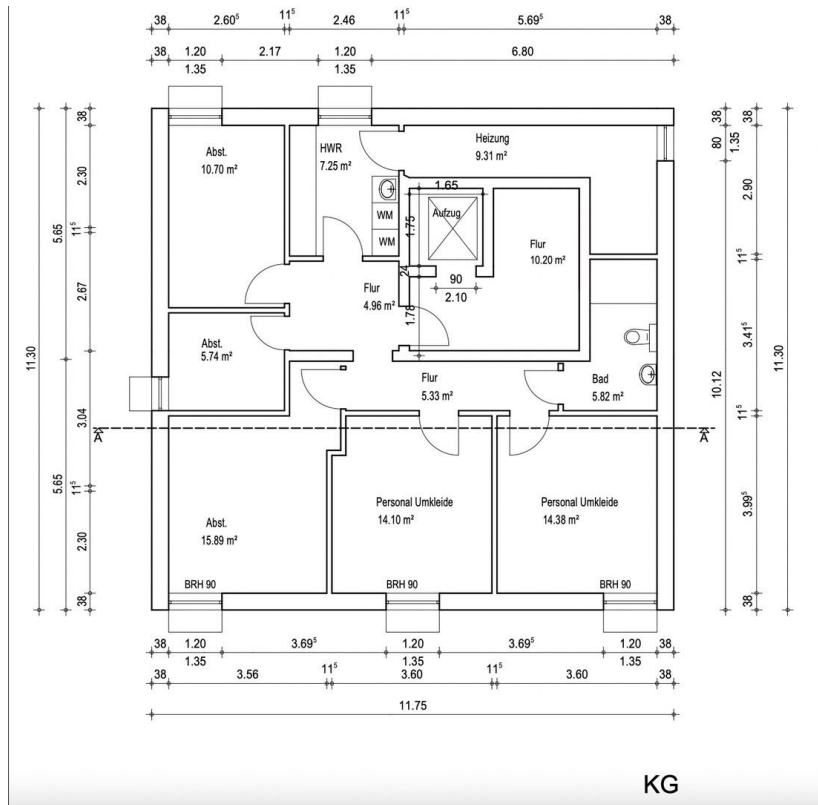 38 2.60⁵ 11⁵ 2.46 11⁵ 5.69⁵ 38
38 1.20 2.17 1.20 6.80
1.35 1.35
Abst.
10.70 m²
HWR
7.25 m²
WM
WM
Heizung
9.31 m²
1.65
Aufzug
1.75
24
90
2.10
1.78
Flur
10.20 m²
Flur
4.96 m²
Abst.
5.74 m²
Flur
5.33 m²
Bad
5.82 m²
A A
Abst.
15.89 m²
Personal Umkleide
14.10 m²
Personal Umkleide
14.38 m²
BRH 90 BRH 90 BRH 90
11.30
5.65
5.65
38
2.30
11⁵
2.67
3.04
11⁵
2.30
38
38
80
1.35
10.12
38
2.90
11⁵
3.41⁵
11⁵
3.99⁵
38
11.30
38 1.20 3.69⁵ 1.20 3.69⁵ 1.20 38
1.35 1.35 1.35
38 3.56 11⁵ 3.60 11⁵ 3.60 38
11.75
KG